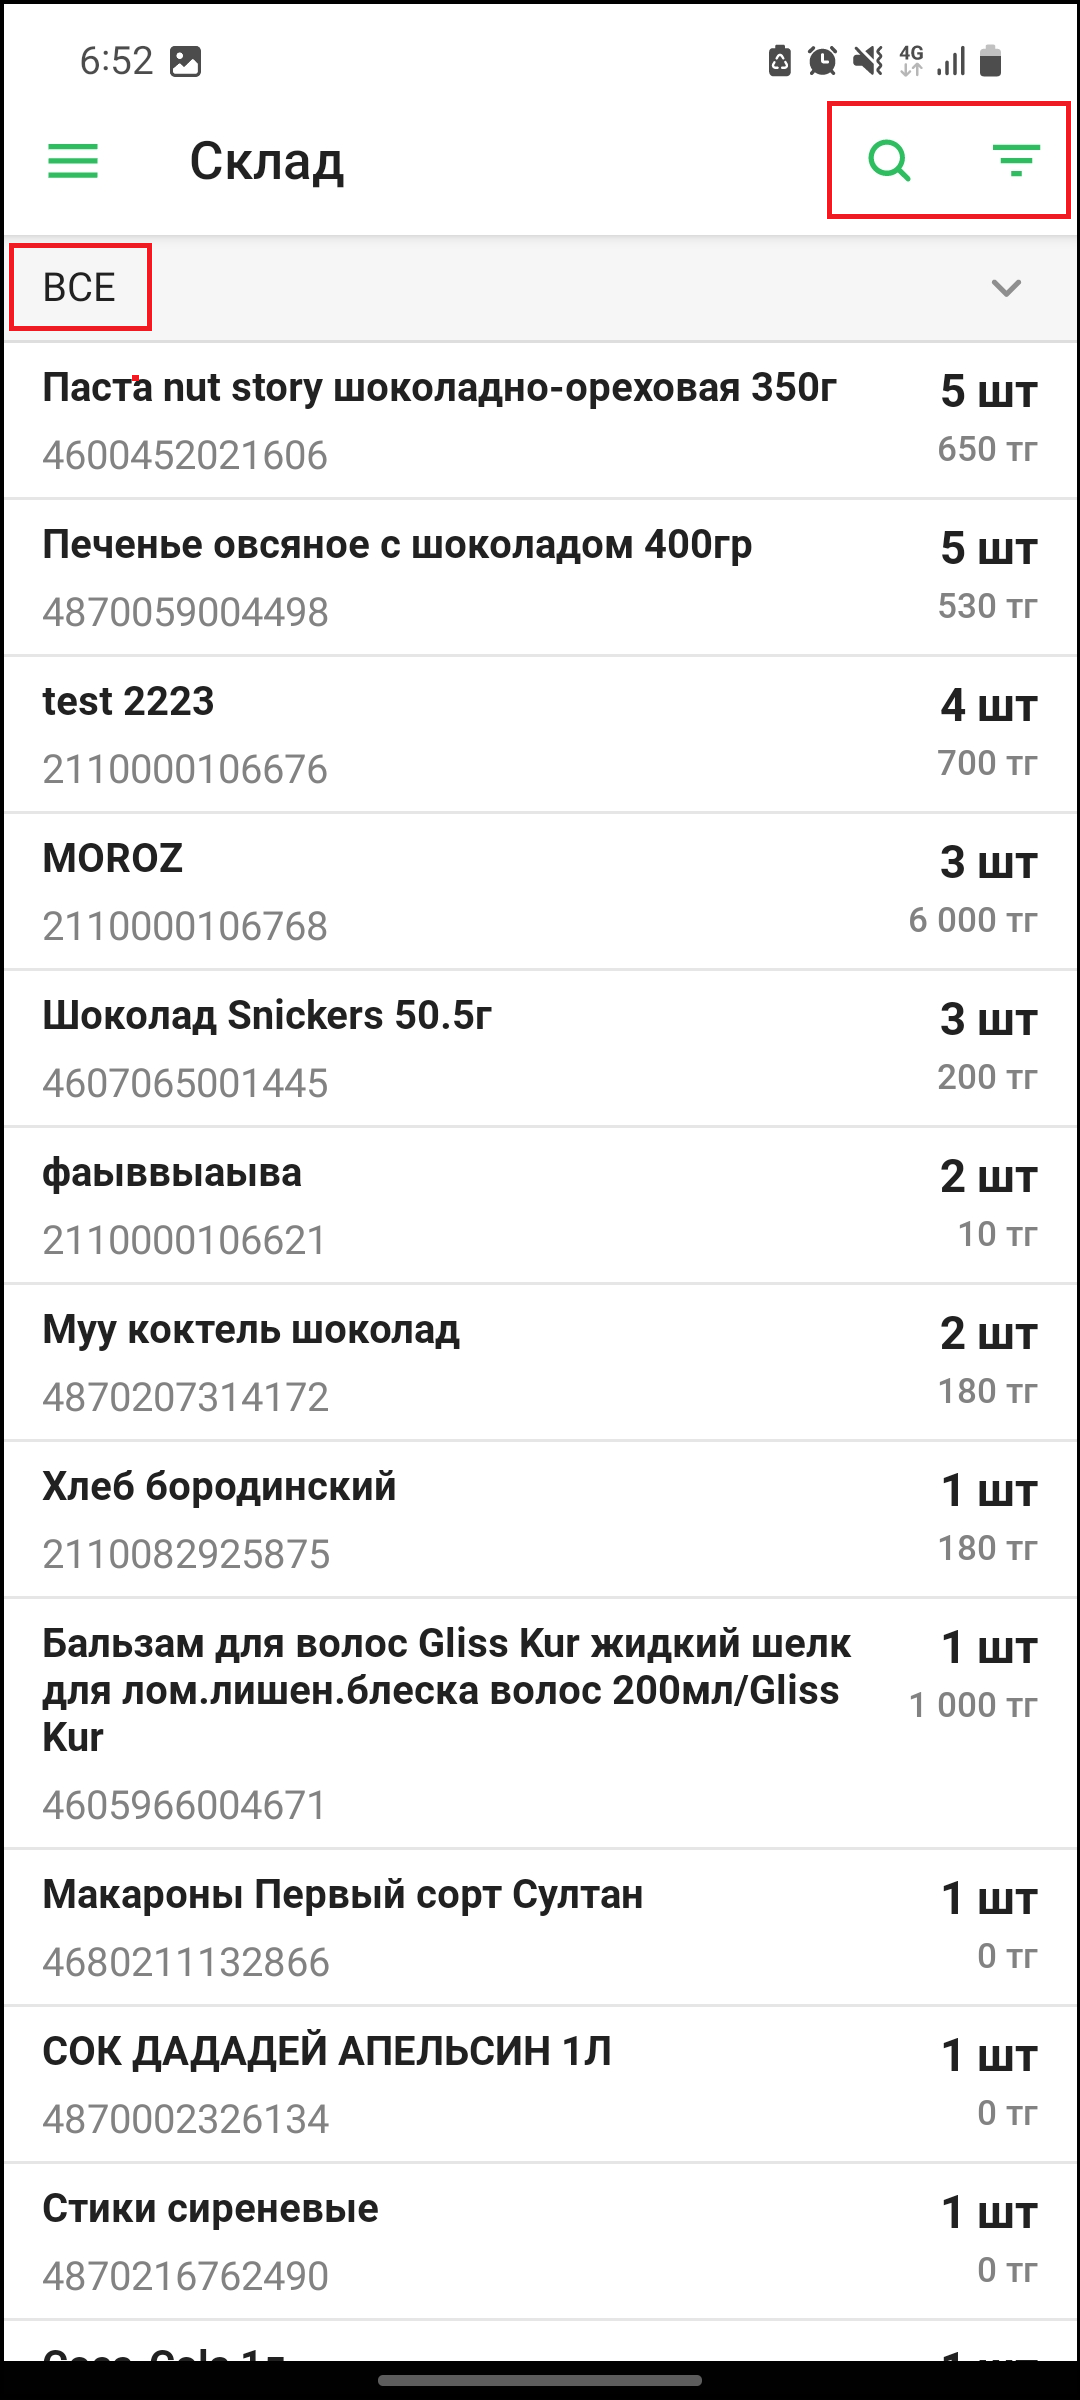 6:52
4G
Склад
ВСЕ
Паста nut story шоколадно-ореховая 350г
5 шт
4600452021606
650 тг
Печенье овсяное с шоколадом 400гр
5 шт
4870059004498
530 тг
test 2223
4 шт
2110000106676
700 тг
MOROZ
3 шт
2110000106768
6 000 тг
Шоколад Snickers 50.5г
3 шт
4607065001445
200 тг
фаыввыаыва
2 шт
2110000106621
10 тг
Муу коктель шоколад
2 шт
4870207314172
180 тг
Хлеб бородинский
1 шт
2110082925875
180 тг
Бальзам для волос Gliss Kur жидкий шелк
для лом.лишен.блеска волос 200мл/Gliss
Kur
1 шт
1 000 тг
4605966004671
Макароны Первый сорт Султан
1 шт
4680211132866
0 тг
СОК ДАДАДЕЙ АПЕЛЬСИН 1Л
1 шт
4870002326134
0 тг
Стики сиреневые
1 шт
4870216762490
0 тг